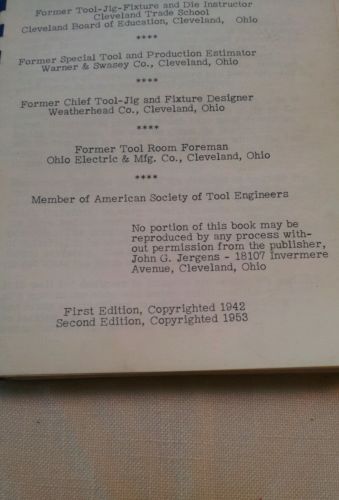 Former Tool-Jig-Fixture and Die Instructor
Cleveland Trade School
Cleveland Board of Education, Cleveland, Ohio
****
Former Special Tool and Production Estimator
Warner & Swasey Co., Cleveland, Ohio
****
Former Chief Tool-Jig and Fixture Designer
Weatherhead Co., Cleveland, Ohio
****
Former Tool Room Foreman
Ohio Electric & Mfg. Co., Cleveland, Ohio
****
Member of American Society of Tool Engineers
No portion of this book may be
reproduced by any process with-
out permission from the publisher,
John G. Jergens - 18107 Invermere
Avenue, Cleveland, Ohio
First Edition, Copyrighted 1942
Second Edition, Copyrighted 1953